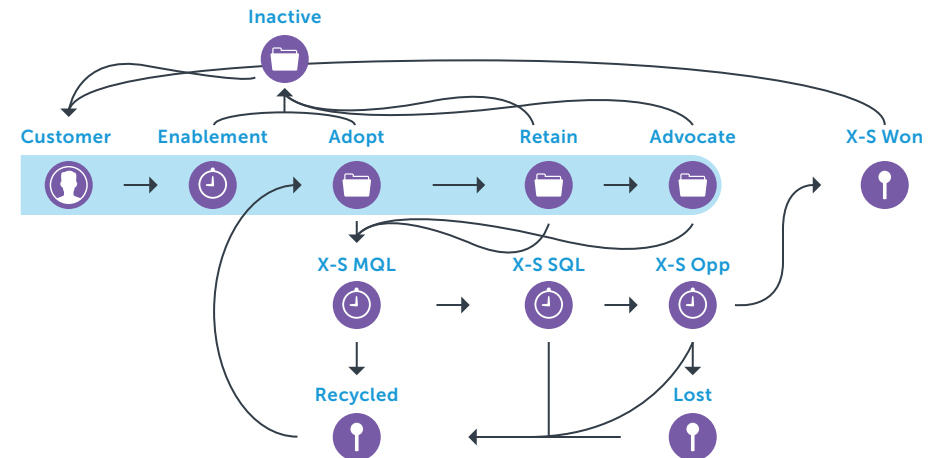 Inactive
Customer
Enablement
Adopt
Retain
Advocate
X-S Won
X-S MQL
X-S SQL
X-S Opp
Recycled
Lost